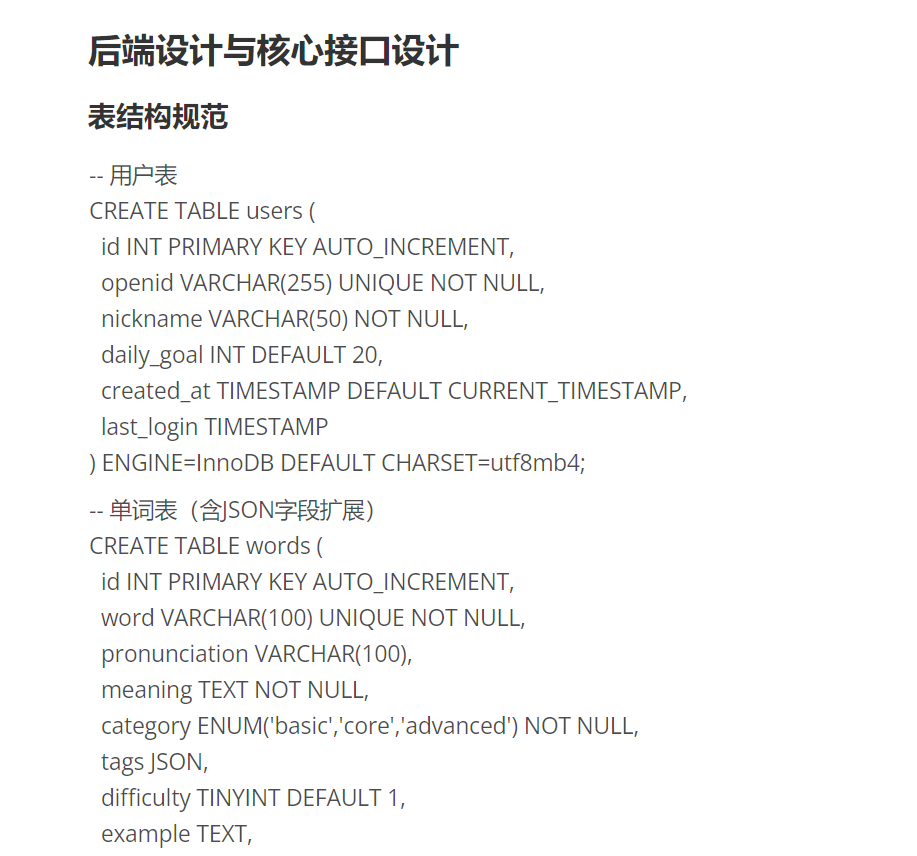 后端设计与核心接口设计
表结构规范
-- 用户表
CREATE TABLE users (
id INT PRIMARY KEY AUTO_INCREMENT,
openid VARCHAR(255) UNIQUE NOT NULL,
nickname VARCHAR(50) NOT NULL,
daily_goal INT DEFAULT 20,
created_at TIMESTAMP DEFAULT CURRENT_TIMESTAMP,
last_login TIMESTAMP
) ENGINE=InnoDB DEFAULT CHARSET=utf8mb4;
-- 单词表（含JSON字段扩展）
CREATE TABLE words (
id INT PRIMARY KEY AUTO_INCREMENT,
word VARCHAR(100) UNIQUE NOT NULL,
pronunciation VARCHAR(100),
meaning TEXT NOT NULL,
category ENUM('basic','core','advanced') NOT NULL,
tags JSON,
difficulty TINYINT DEFAULT 1,
example TEXT,